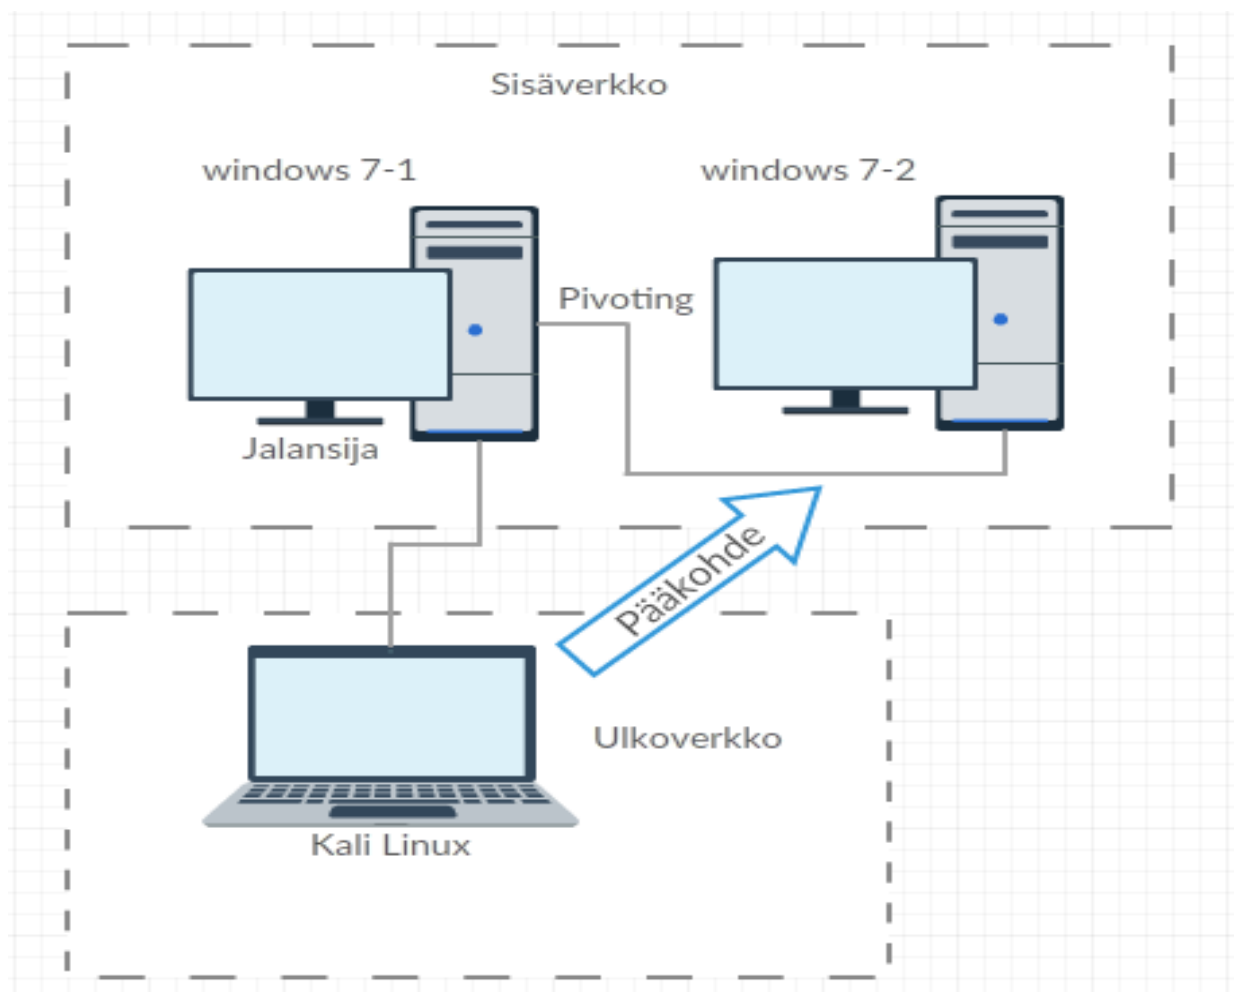 Sisäverkko
windows 7-1
windows 7-2
Pivoting
Jalansija
Pääkohde
Ulkoverkko
Kali Linux